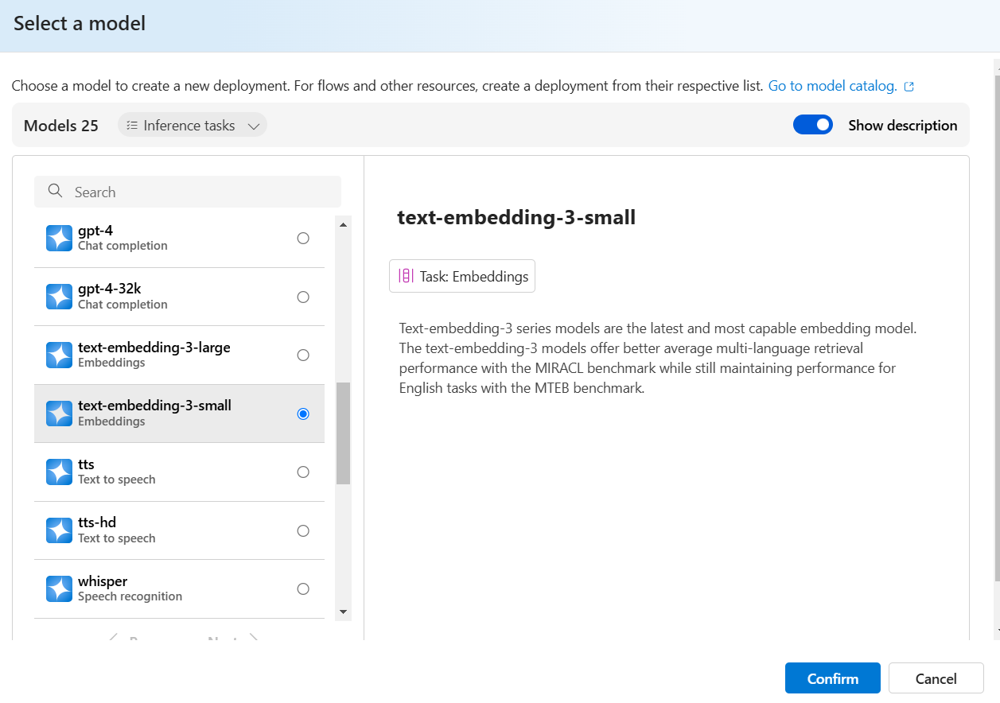 Select a model
Choose a model to create a new deployment. For flows and other resources, create a deployment from their respective list. Go to model catalog.
Models 25
Inference tasks
Show description
Search
gpt-4
Chat completion
gpt-4-32k
Chat completion
text-embedding-3-large
Embeddings
text-embedding-3-small
Embeddings
tts
Text to speech
tts-hd
Text to speech
whisper
Speech recognition
text-embedding-3-small
Task: Embeddings
Text-embedding-3 series models are the latest and most capable embedding model.
The text-embedding-3 models offer better average multi-language retrieval
performance with the MIRACL benchmark while still maintaining performance for
English tasks with the MTEB benchmark.
Confirm
Cancel